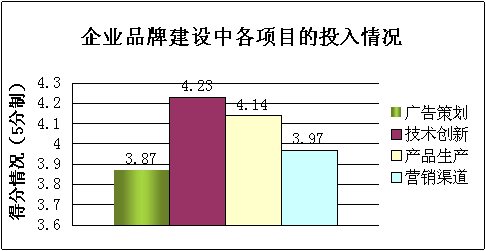 企业品牌建设中各项目的投入情况
得分情况（5分制）
4.3
4.2
4.1
4
3.9
3.8
3.7
3.6
3.87
4.23
4.14
3.97
广告策划
技术创新
产品生产
营销渠道